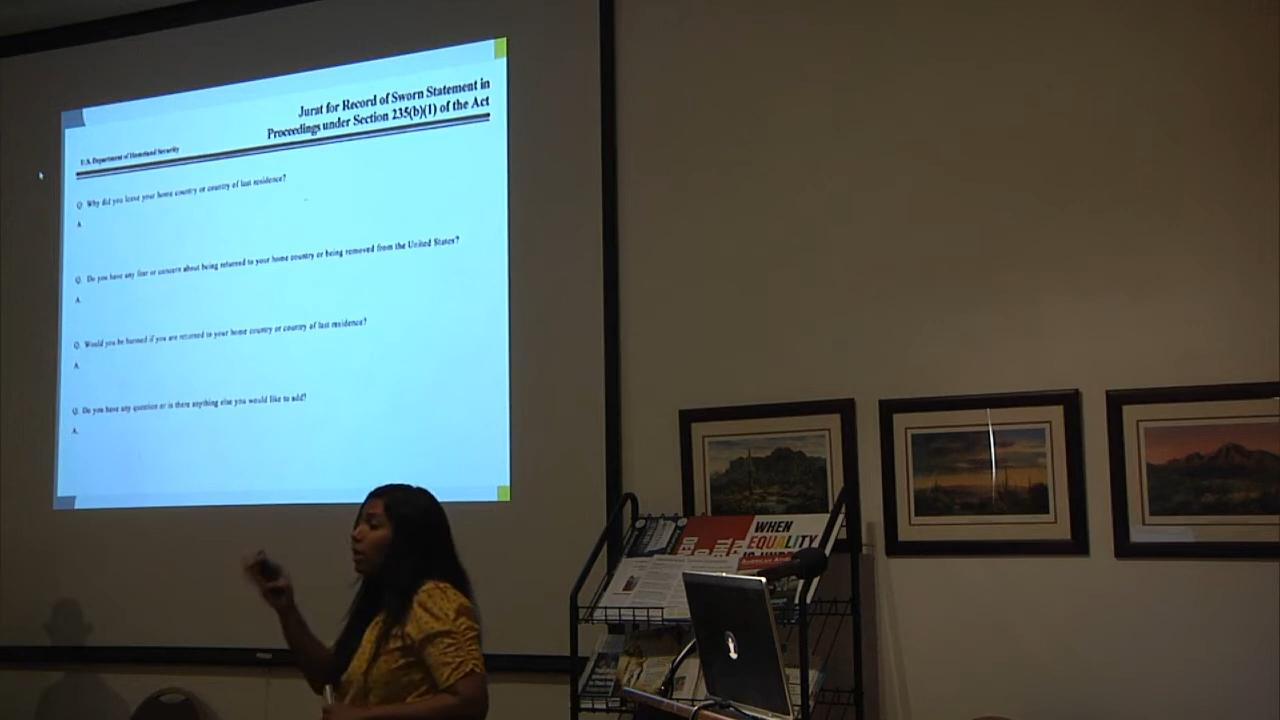 Jurat for Record of Sworn Statement in
Proceedings under Section 235(b)(1) of the Act
U.S. Department of Homeland Security
Q. Why did you leave your home country or country of last residence?
A.
Q. Do you have any fear or concern about being returned to your home country or being removed from the United States?
A.
Q. Would you be harmed if you are returned to your home country or country of last residence?
A.
Q. Do you have any question or is there anything else you would like to add?
A.
WHEN
EQUALITY